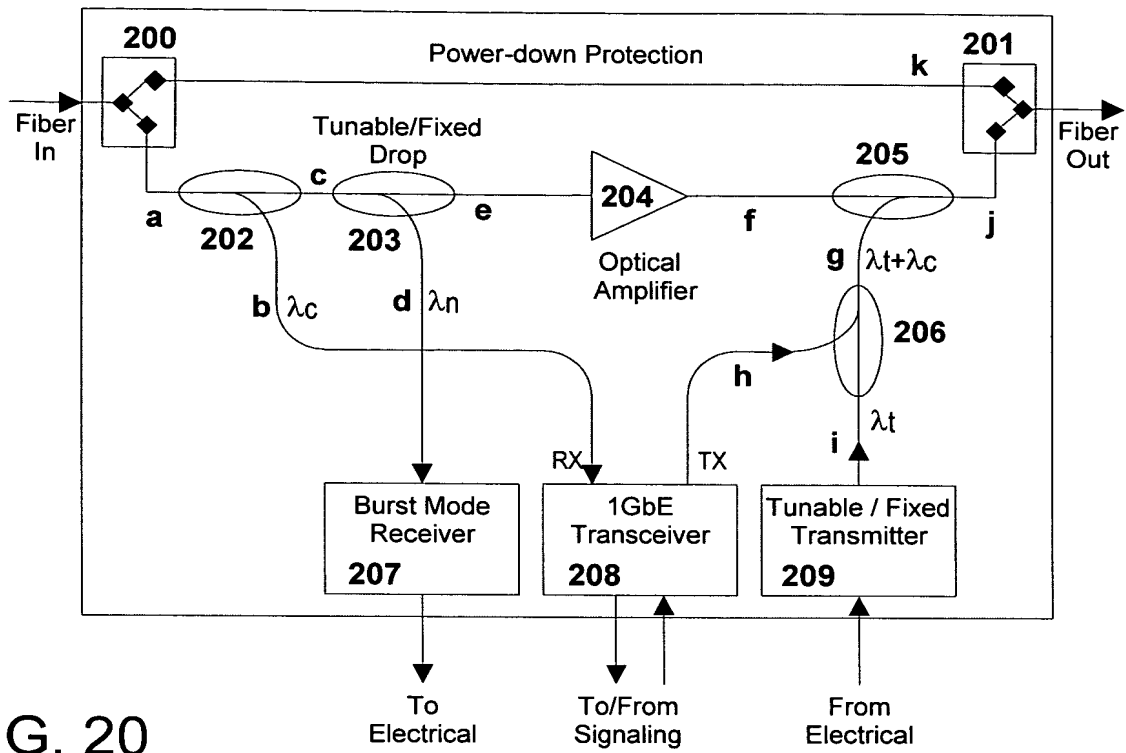 200
Power-down Protection
k
201
Fiber
In
Fiber
Out
Tunable/Fixed
Drop
a
202
c
203
e
204
f
205
j
Optical
Amplifier
g
λt+λc
b
λc
d
λn
206
h
λt
i
RX
TX
Burst Mode
Receiver
207
1GbE
Transceiver
208
Tunable / Fixed
Transmitter
209
To
Electrical
To/From
Signaling
From
Electrical
G. 20